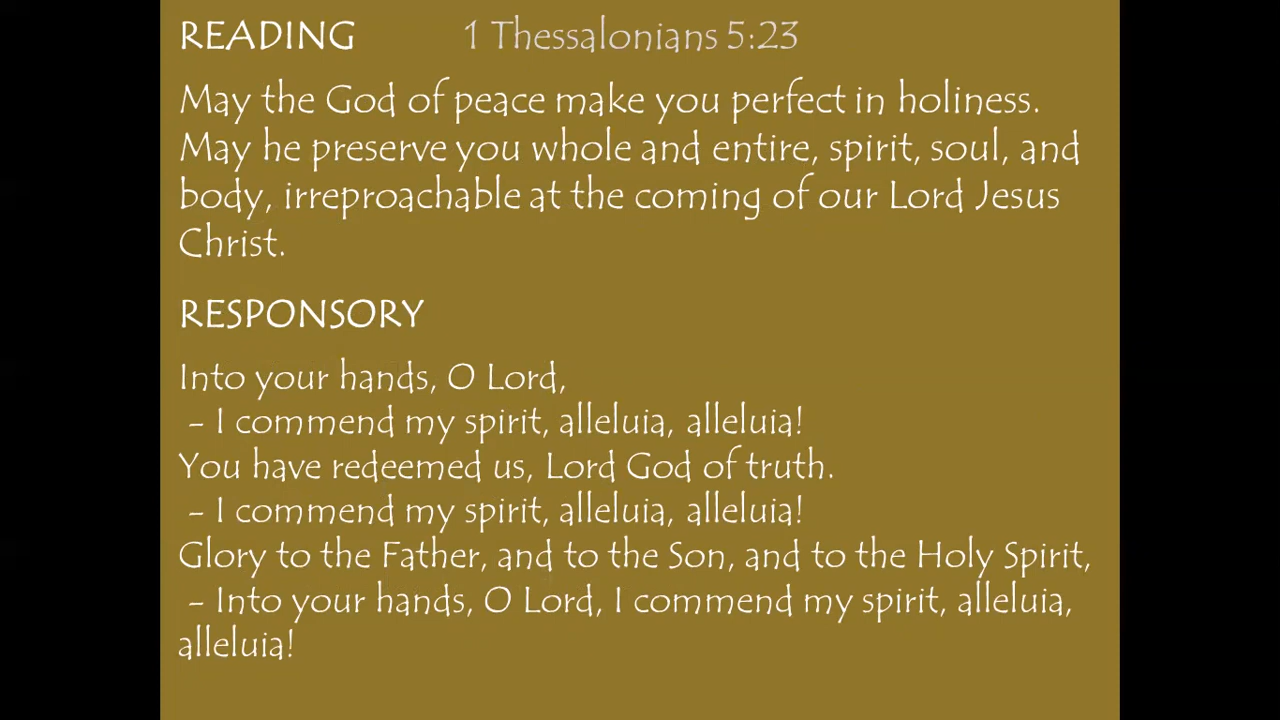 READING 1 Thessalonians 5:23
May the God of peace make you perfect in holiness.
May he preserve you whole and entire, spirit, soul, and
body, irreproachable at the coming of our Lord Jesus
Christ.
RESPONSORY
Into your hands, O Lord,
– I commend my spirit, alleluia, alleluia!
You have redeemed us, Lord God of truth.
– I commend my spirit, alleluia, alleluia!
Glory to the Father, and to the Son, and to the Holy Spirit,
– Into your hands, O Lord, I commend my spirit, alleluia,
alleluia!